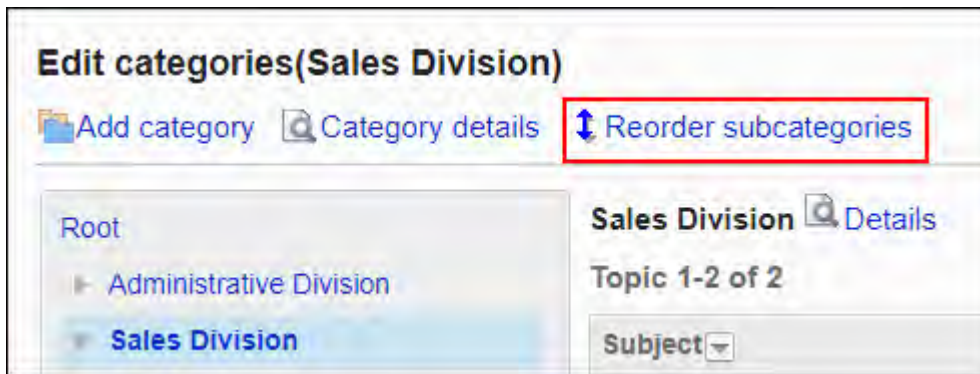 Edit categories(Sales Division)
Add category Category details Reorder subcategories
Root
Administrative Division
Sales Division
Sales Division Details
Topic 1-2 of 2
Subject